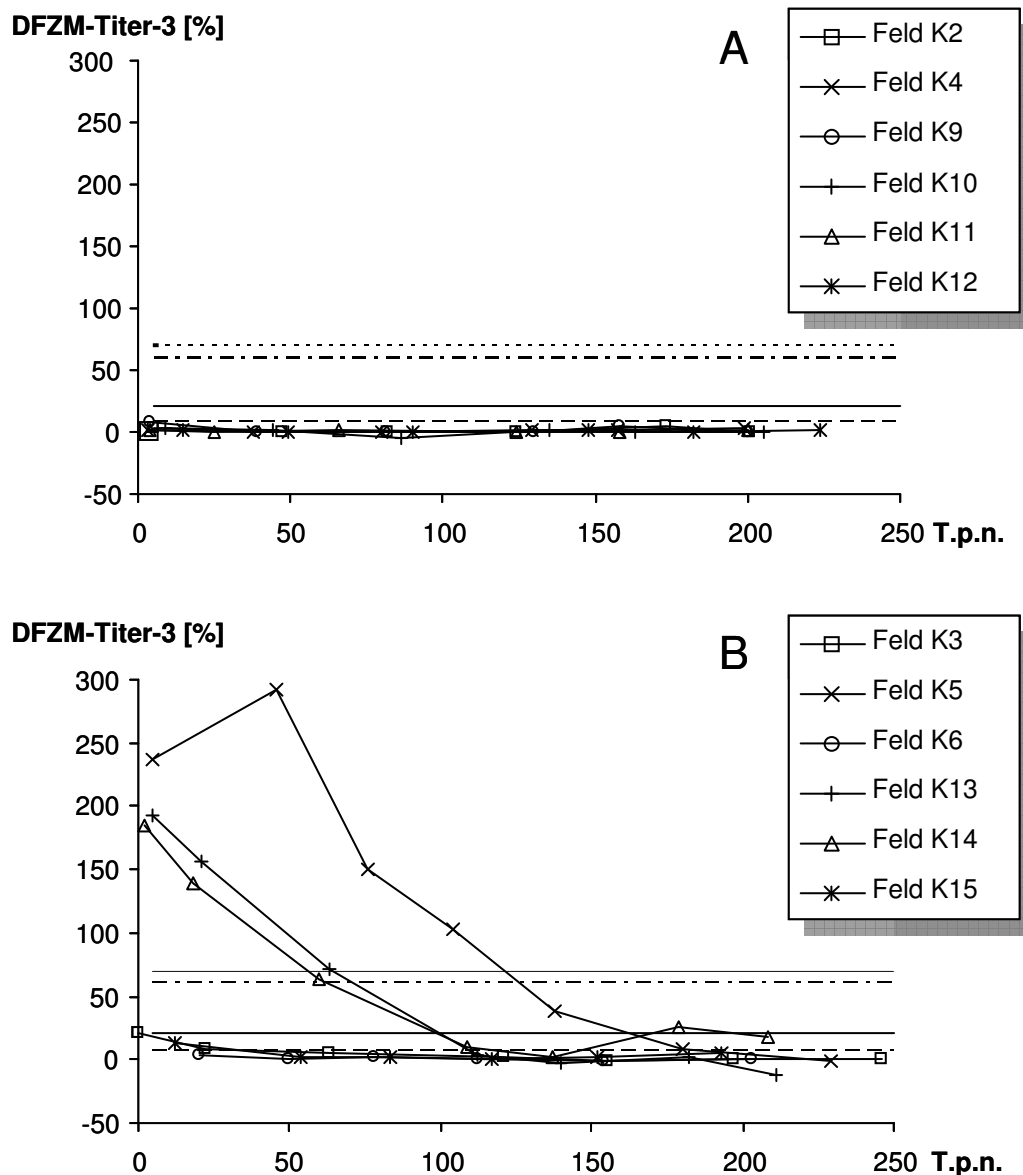 DFZM-Titer-3 [%]
A
300
250
200
150
100
50
0
-50
0 50 100 150 200 250 T.p.n.
Feld K2
Feld K4
Feld K9
Feld K10
Feld K11
Feld K12
DFZM-Titer-3 [%]
B
300
250
200
150
100
50
0
-50
0 50 100 150 200 250 T.p.n.
Feld K3
Feld K5
Feld K6
Feld K13
Feld K14
Feld K15